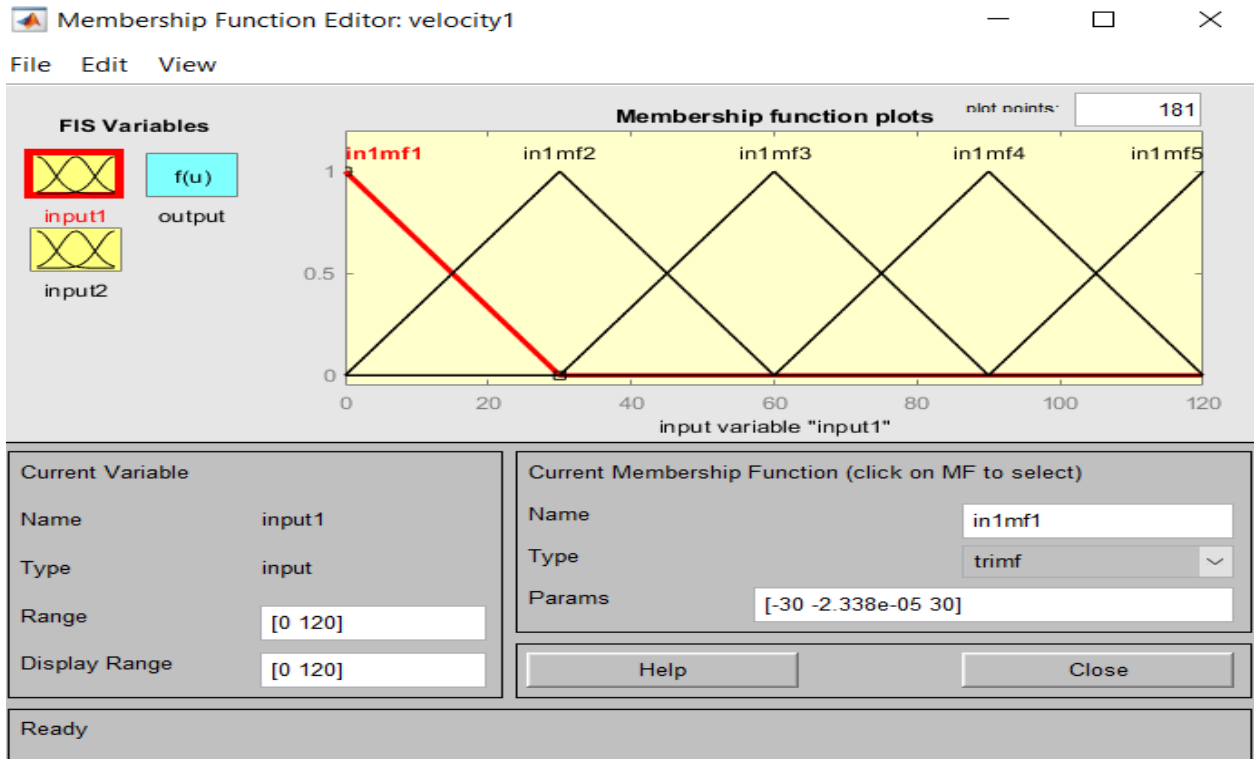 Membership Function Editor: velocity1
File Edit View
FIS Variables
Membership function plots
plot points:
181
f(u)
input1
output
input2
in1mf1
in1mf2
in1mf3
in1mf4
in1mf5
1
0.5
0
0
20
40
60
80
100
120
input variable "input1"
Current Variable
Name
input1
Type
input
Range
[0 120]
Display Range
[0 120]
Current Membership Function (click on MF to select)
Name
in1mf1
Type
trimf
Params
[-30 -2.338e-05 30]
Help
Close
Ready